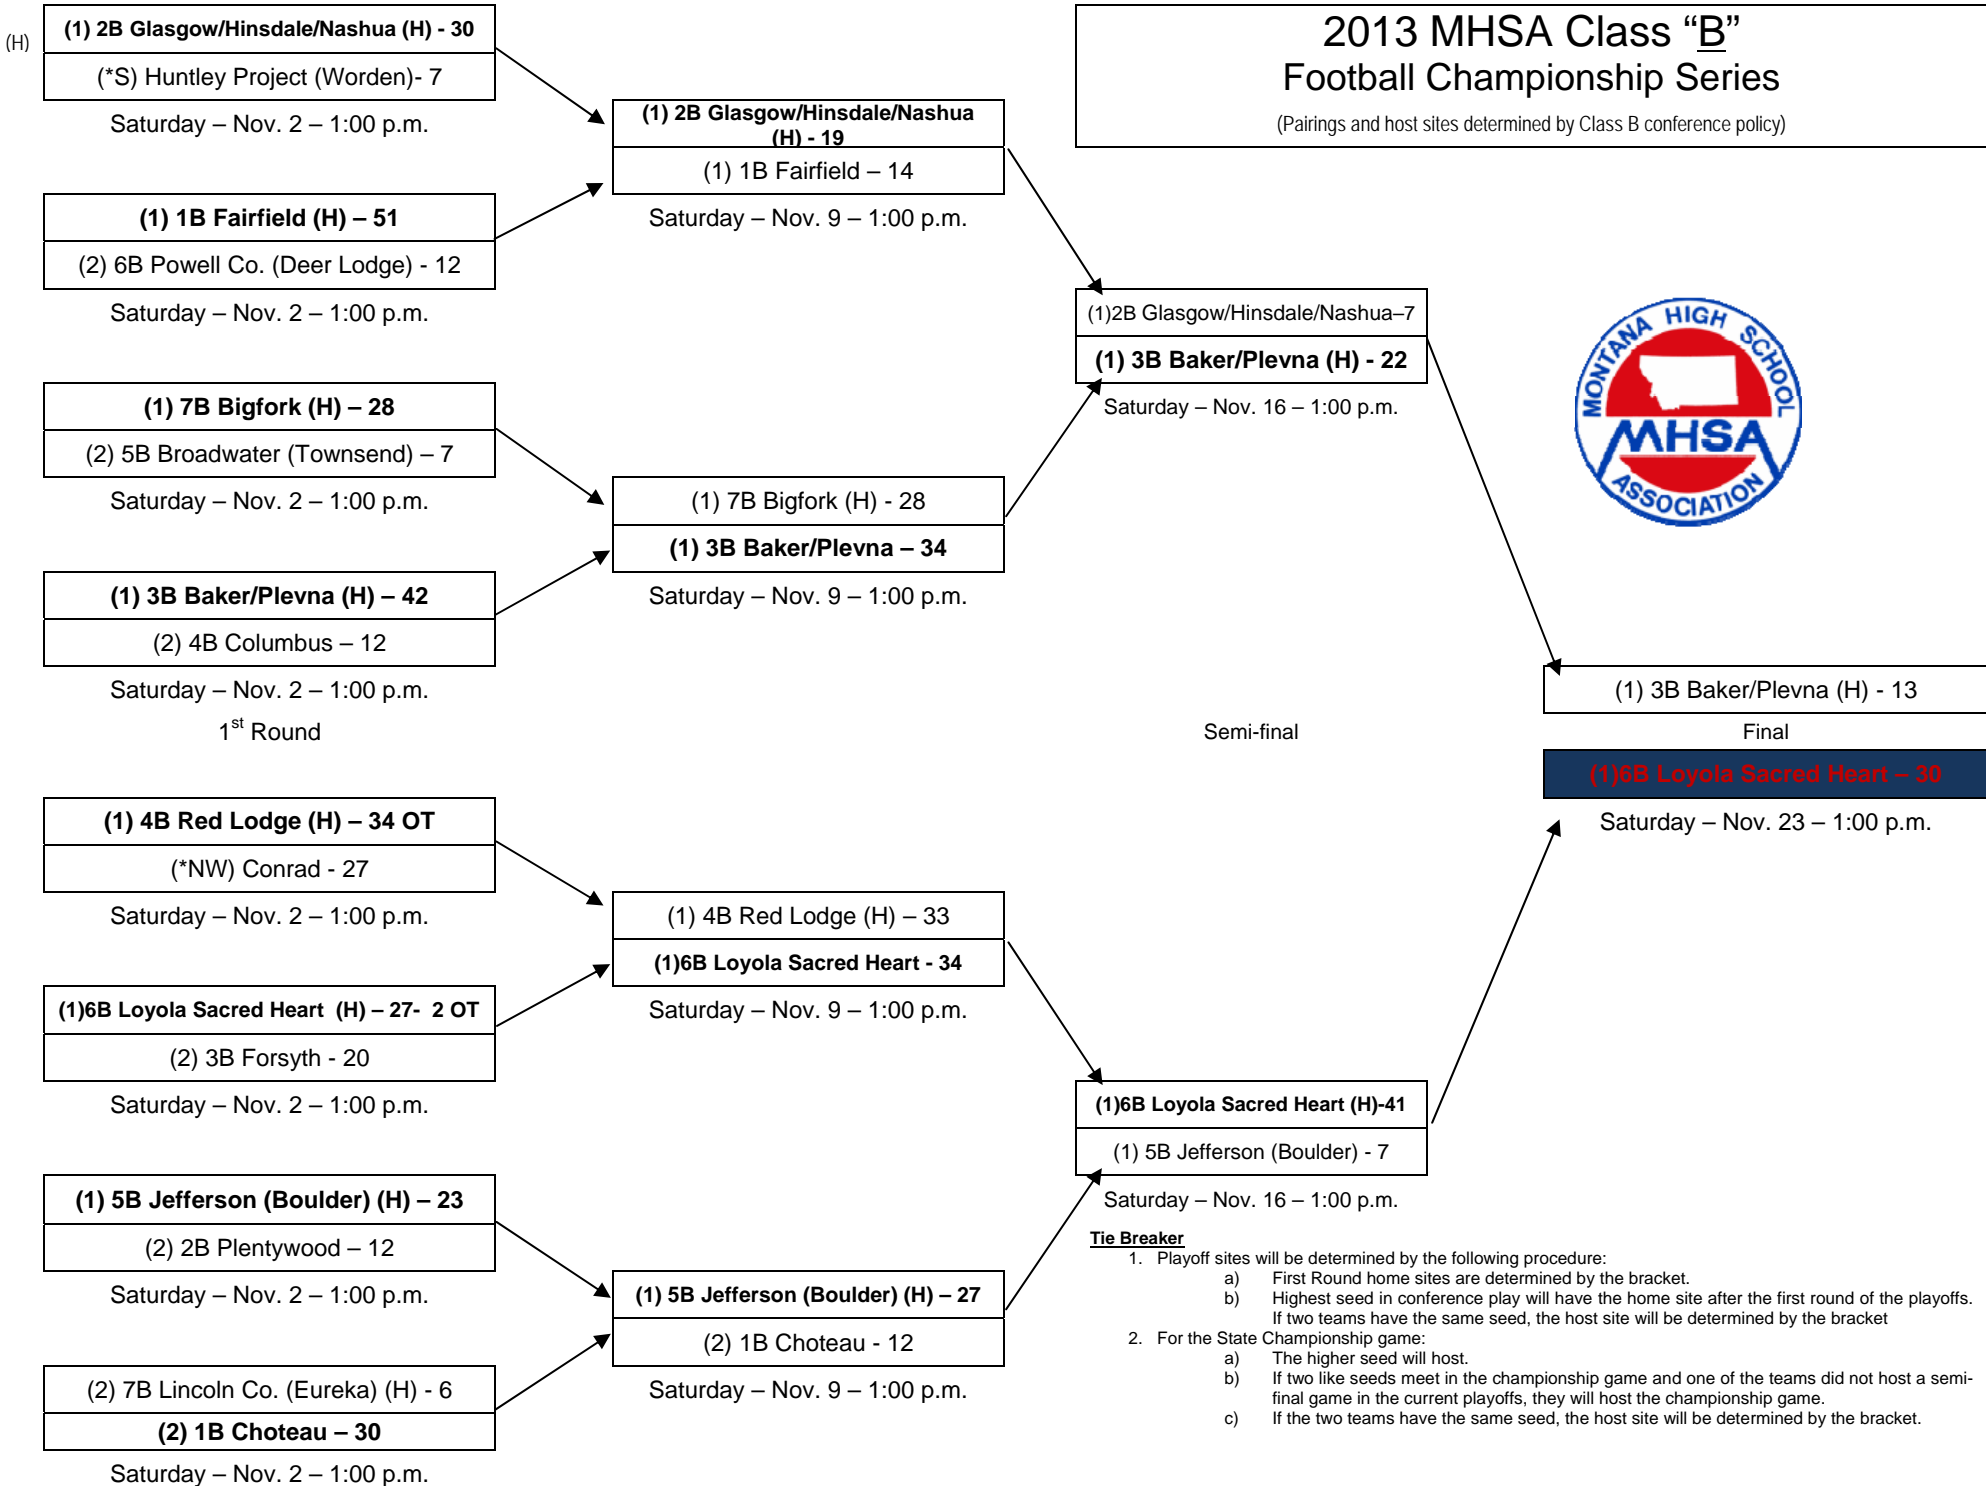 (H)
(1) 2B Glasgow/Hinsdale/Nashua (H) - 30
(*S) Huntley Project (Worden)- 7
Saturday – Nov. 2 – 1:00 p.m.
(1) 1B Fairfield (H) – 51
(2) 6B Powell Co. (Deer Lodge) - 12
Saturday – Nov. 2 – 1:00 p.m.
(1) 7B Bigfork (H) – 28
(2) 5B Broadwater (Townsend) – 7
Saturday – Nov. 2 – 1:00 p.m.
(1) 3B Baker/Plevna (H) – 42
(2) 4B Columbus – 12
Saturday – Nov. 2 – 1:00 p.m.
1st Round
(1) 4B Red Lodge (H) – 34 OT
(*NW) Conrad - 27
Saturday – Nov. 2 – 1:00 p.m.
(1)6B Loyola Sacred Heart (H) – 27- 2 OT
(2) 3B Forsyth - 20
Saturday – Nov. 2 – 1:00 p.m.
(1) 5B Jefferson (Boulder) (H) – 23
(2) 2B Plentywood – 12
Saturday – Nov. 2 – 1:00 p.m.
(2) 7B Lincoln Co. (Eureka) (H) - 6
(2) 1B Choteau – 30
Saturday – Nov. 2 – 1:00 p.m.
(1) 2B Glasgow/Hinsdale/Nashua
(H) - 19
(1) 1B Fairfield – 14
Saturday – Nov. 9 – 1:00 p.m.
(1) 7B Bigfork (H) - 28
(1) 3B Baker/Plevna – 34
Saturday – Nov. 9 – 1:00 p.m.
(1) 4B Red Lodge (H) – 33
(1)6B Loyola Sacred Heart - 34
Saturday – Nov. 9 – 1:00 p.m.
(1) 5B Jefferson (Boulder) (H) – 27
(2) 1B Choteau - 12
Saturday – Nov. 9 – 1:00 p.m.
2013 MHSA Class “B”
Football Championship Series
(Pairings and host sites determined by Class B conference policy)
(1)2B Glasgow/Hinsdale/Nashua–7
(1) 3B Baker/Plevna (H) - 22
Saturday – Nov. 16 – 1:00 p.m.
Semi-final
(1)6B Loyola Sacred Heart (H)-41
(1) 5B Jefferson (Boulder) - 7
Saturday – Nov. 16 – 1:00 p.m.
MONTANA HIGH SCHOOL
MHSA
ASSOCIATION
(1) 3B Baker/Plevna (H) - 13
Final
(1)6B Loyola Sacred Heart – 30
Saturday – Nov. 23 – 1:00 p.m.
Tie Breaker
1. Playoff sites will be determined by the following procedure:
a) First Round home sites are determined by the bracket.
b) Highest seed in conference play will have the home site after the first round of the playoffs.
If two teams have the same seed, the host site will be determined by the bracket
2. For the State Championship game:
a) The higher seed will host.
b) If two like seeds meet in the championship game and one of the teams did not host a semi-
final game in the current playoffs, they will host the championship game.
c) If the two teams have the same seed, the host site will be determined by the bracket.